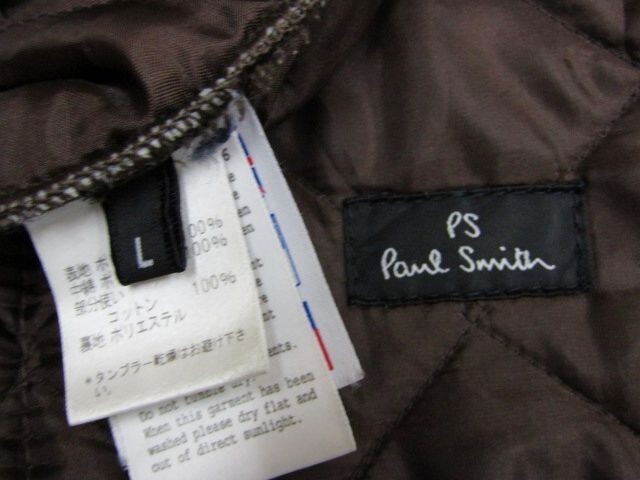 PS
Paul Smith
L
表地 ポ 00%
中綿 ポ 00%
部分使い
コットン 100%
裏地 ポリエステル
*タンブラー乾燥はお避け下さ
い。
6
Do not tumble dry.
When this garment has been
washed please dry flat and
out of direct sunlight.